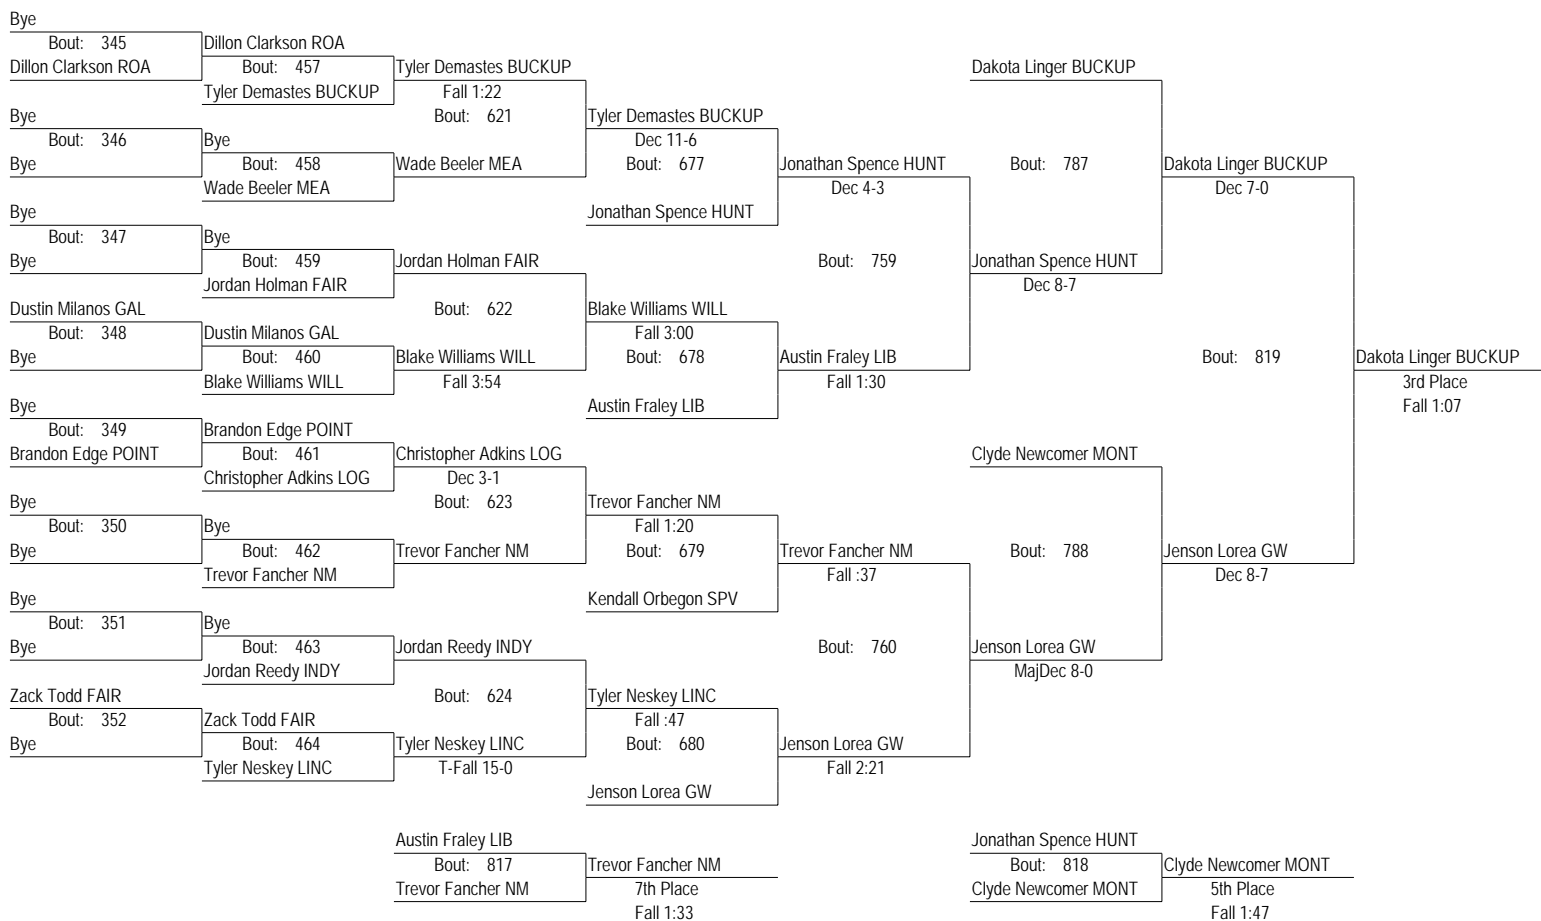 Bye
Bout: 345 Dillon Clarkson ROA
Dillon Clarkson ROA Bout: 457 Tyler Demastes BUCKUP Dakota Linger BUCKUP
Tyler Demastes BUCKUP Fall 1:22
Bye Bout: 621 Tyler Demastes BUCKUP
Bout: 346 Bye Dec 11-6
Bye Bout: 458 Wade Beeler MEA Bout: 677 Jonathan Spence HUNT Bout: 787 Dakota Linger BUCKUP
Wade Beeler MEA Dec 4-3 Dec 7-0
Bye Jonathan Spence HUNT
Bout: 347 Bye
Bye Bout: 459 Jordan Holman FAIR Bout: 759 Jonathan Spence HUNT
Jordan Holman FAIR Dec 8-7
Dustin Milanos GAL Bout: 622 Blake Williams WILL
Bout: 348 Dustin Milanos GAL Fall 3:00
Bye Bout: 460 Blake Williams WILL Bout: 678 Austin Fraley LIB Bout: 819 Dakota Linger BUCKUP
Blake Williams WILL Fall 3:54 Fall 1:30 3rd Place
Bye Austin Fraley LIB Fall 1:07
Bout: 349 Brandon Edge POINT
Brandon Edge POINT Bout: 461 Christopher Adkins LOG Clyde Newcomer MONT
Christopher Adkins LOG Dec 3-1
Bye Bout: 623 Trevor Fancher NM
Bout: 350 Bye Fall 1:20
Bye Bout: 462 Trevor Fancher NM Bout: 679 Trevor Fancher NM Bout: 788 Jenson Lorea GW
Trevor Fancher NM Fall :37 Dec 8-7
Bye Kendall Orbegon SPV
Bout: 351 Bye
Bye Bout: 463 Jordan Reedy INDY Bout: 760 Jenson Lorea GW
Jordan Reedy INDY MajDec 8-0
Zack Todd FAIR Bout: 624 Tyler Neskey LINC
Bout: 352 Zack Todd FAIR Fall :47
Bye Bout: 464 Tyler Neskey LINC Bout: 680 Jenson Lorea GW
Tyler Neskey LINC T-Fall 15-0 Fall 2:21
Jenson Lorea GW
Austin Fraley LIB Jonathan Spence HUNT
Bout: 817 Trevor Fancher NM Bout: 818 Clyde Newcomer MONT
Trevor Fancher NM 7th Place Clyde Newcomer MONT 5th Place
Fall 1:33 Fall 1:47